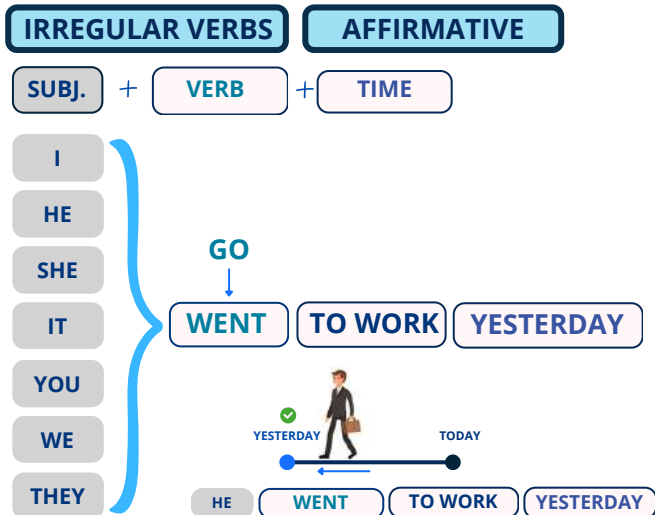 IRREGULAR VERBS AFFIRMATIVE
SUBJ. + VERB + TIME
I
HE
SHE
IT
YOU
WE
THEY
GO
WENT TO WORK YESTERDAY
YESTERDAY TODAY
HE WENT TO WORK YESTERDAY